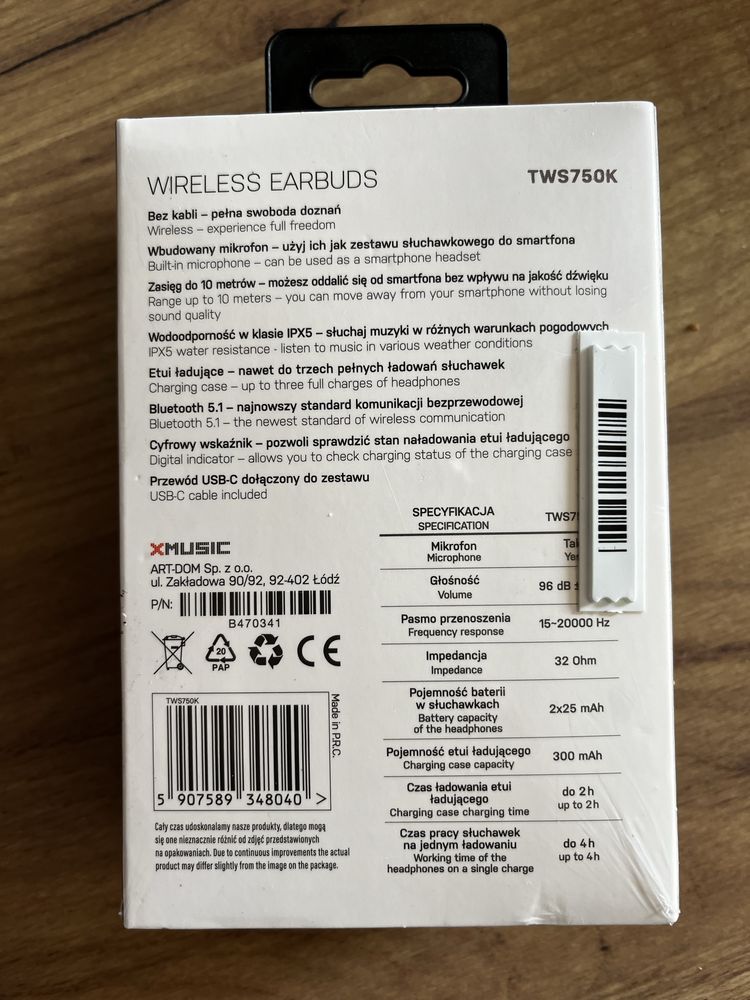 WIRELESS EARBUDS
TWS750K
Bez kabli – pełna swoboda doznań
Wireless – experience full freedom
Wbudowany mikrofon – użyj ich jak zestawu słuchawkowego do smartfona
Built-in microphone – can be used as a smartphone headset
Zasięg do 10 metrów – możesz oddalić się od smartfona bez wpływu na jakość dźwięku
Range up to 10 meters – you can move away from your smartphone without losing
sound quality
Wodoodporność w klasie IPX5 – słuchaj muzyki w różnych warunkach pogodowych
IPX5 water resistance - listen to music in various weather conditions
Etui ładujące – nawet do trzech pełnych ładowań słuchawek
Charging case – up to three full charges of headphones
Bluetooth 5.1 – najnowszy standard komunikacji bezprzewodowej
Bluetooth 5.1 – the newest standard of wireless communication
Cyfrowy wskaźnik – pozwoli sprawdzić stan naładowania etui ładującego
Digital indicator – allows you to check charging status of the charging case
Przewód USB-C dołączony do zestawu
USB-C cable included
XMUSIC
ART-DOM Sp. z o.o.
ul. Zakładowa 90/92, 92-402 Łódź
P/N:
B470341
20
PAP
CE
TWS750K
Made in P.R.C.
5 907589 348040 >
Cały czas udoskonalamy nasze produkty, dlatego mogą
się one nieznacznie różnić od zdjęć przedstawionych
na opakowaniach. Due to continuous improvements the actual
product may differ slightly from the image on the package.
SPECYFIKACJA
SPECIFICATION
TWS7
Mikrofon
Microphone
Głośność
Volume
96 dB
Pasmo przenoszenia
Frequency response
15~20000 Hz
Impedancja
Impedance
32 Ohm
Pojemność baterii
w słuchawkach
Battery capacity
of the headphones
2x25 mAh
Pojemność etui ładującego
Charging case capacity
300 mAh
Czas ładowania etui
ładującego
Charging case charging time
do 2h
up to 2h
Czas pracy słuchawek
na jednym ładowaniu
Working time of the
headphones on a single charge
do 4h
up to 4h